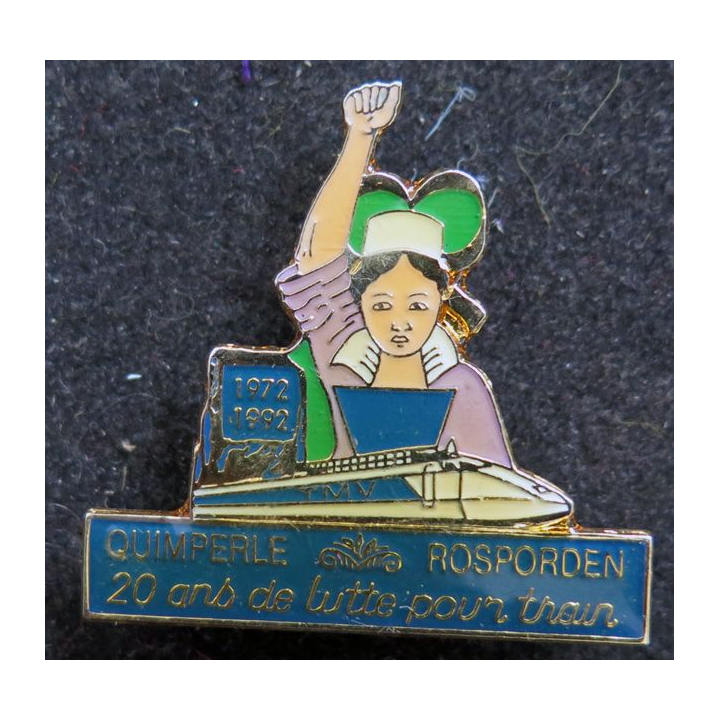 1972
1992
TMV
QUIMPERLE ROSPORDEN
20 ans de lutte pour train